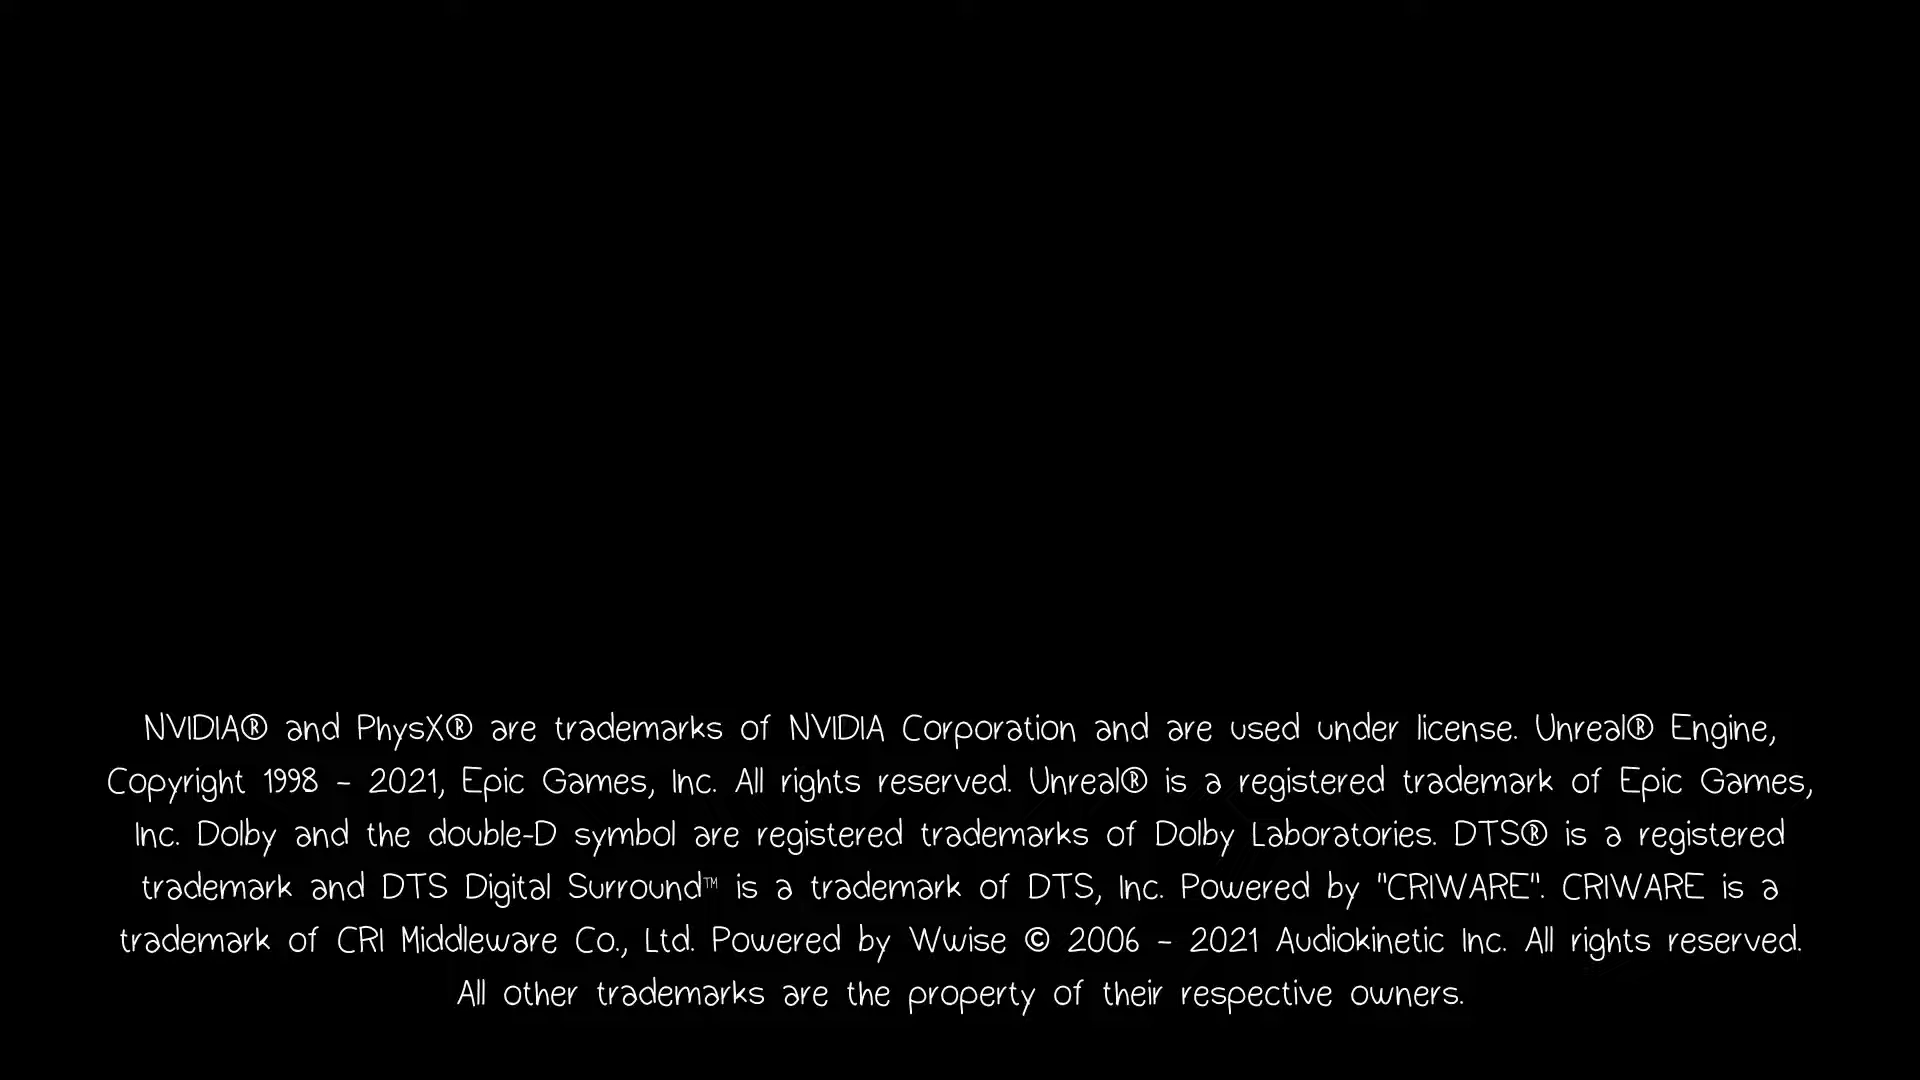 NVIDIA® and PhysX® are trademarks of NVIDIA Corporation and are used under license. Unreal® Engine,
Copyright 1998 - 2021, Epic Games, Inc. All rights reserved. Unreal® is a registered trademark of Epic Games,
Inc. Dolby and the double-D symbol are registered trademarks of Dolby Laboratories. DTS® is a registered
trademark and DTS Digital Surround™ is a trademark of DTS, Inc. Powered by "CRIWARE". CRIWARE is a
trademark of CRI Middleware Co., Ltd. Powered by Wwise © 2006 - 2021 Audiokinetic Inc. All rights reserved.
All other trademarks are the property of their respective owners.